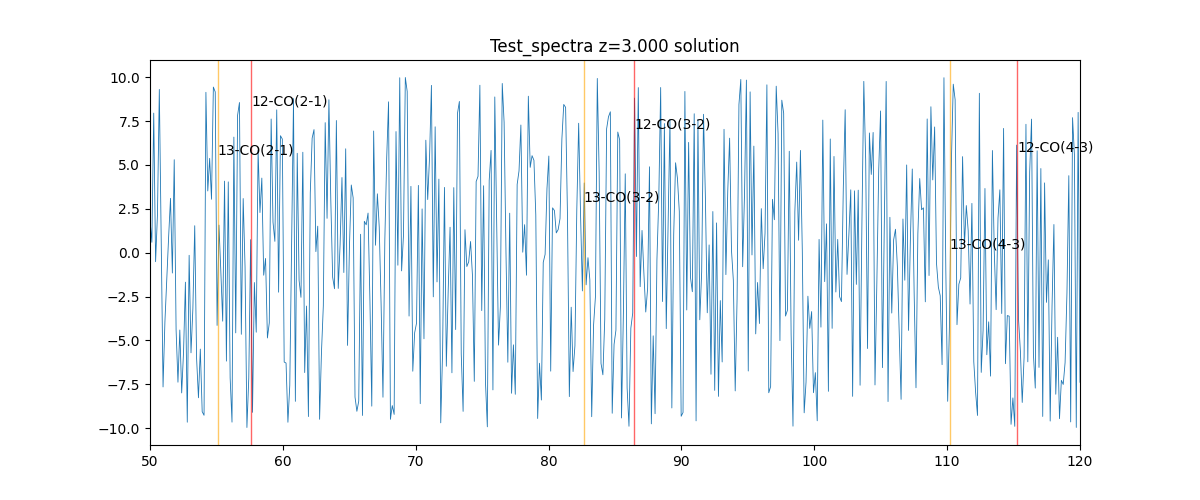 Test_spectra z=3.000 solution
10.0
7.5
5.0
2.5
0.0
−2.5
−5.0
−7.5
−10.0
12-CO(2-1)
13-CO(2-1)
12-CO(3-2)
13-CO(3-2)
12-CO(4-3)
13-CO(4-3)
50 60 70 80 90 100 110 120